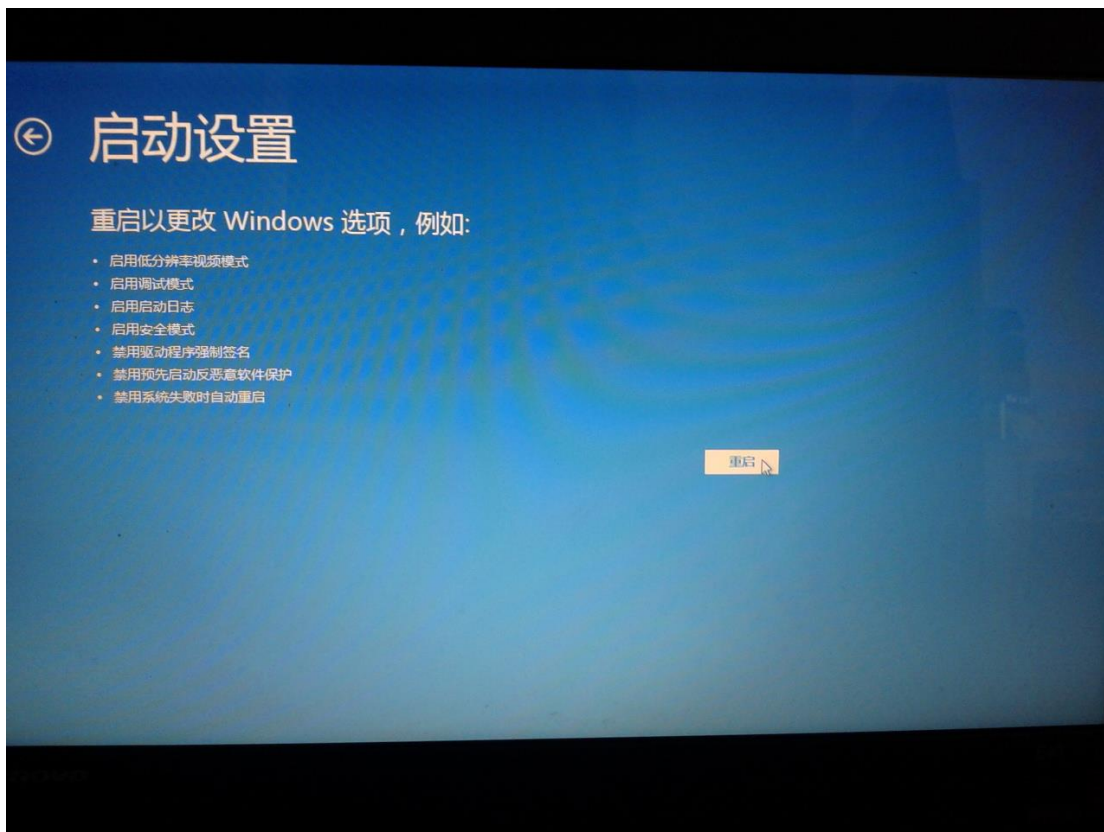 启动设置
重启以更改 Windows 选项，例如:
• 启用低分辨率视频模式
• 启用调试模式
• 启用启动日志
• 启用安全模式
• 禁用驱动程序强制签名
• 禁用预先启动反恶意软件保护
• 禁用系统失败时自动重启
重启